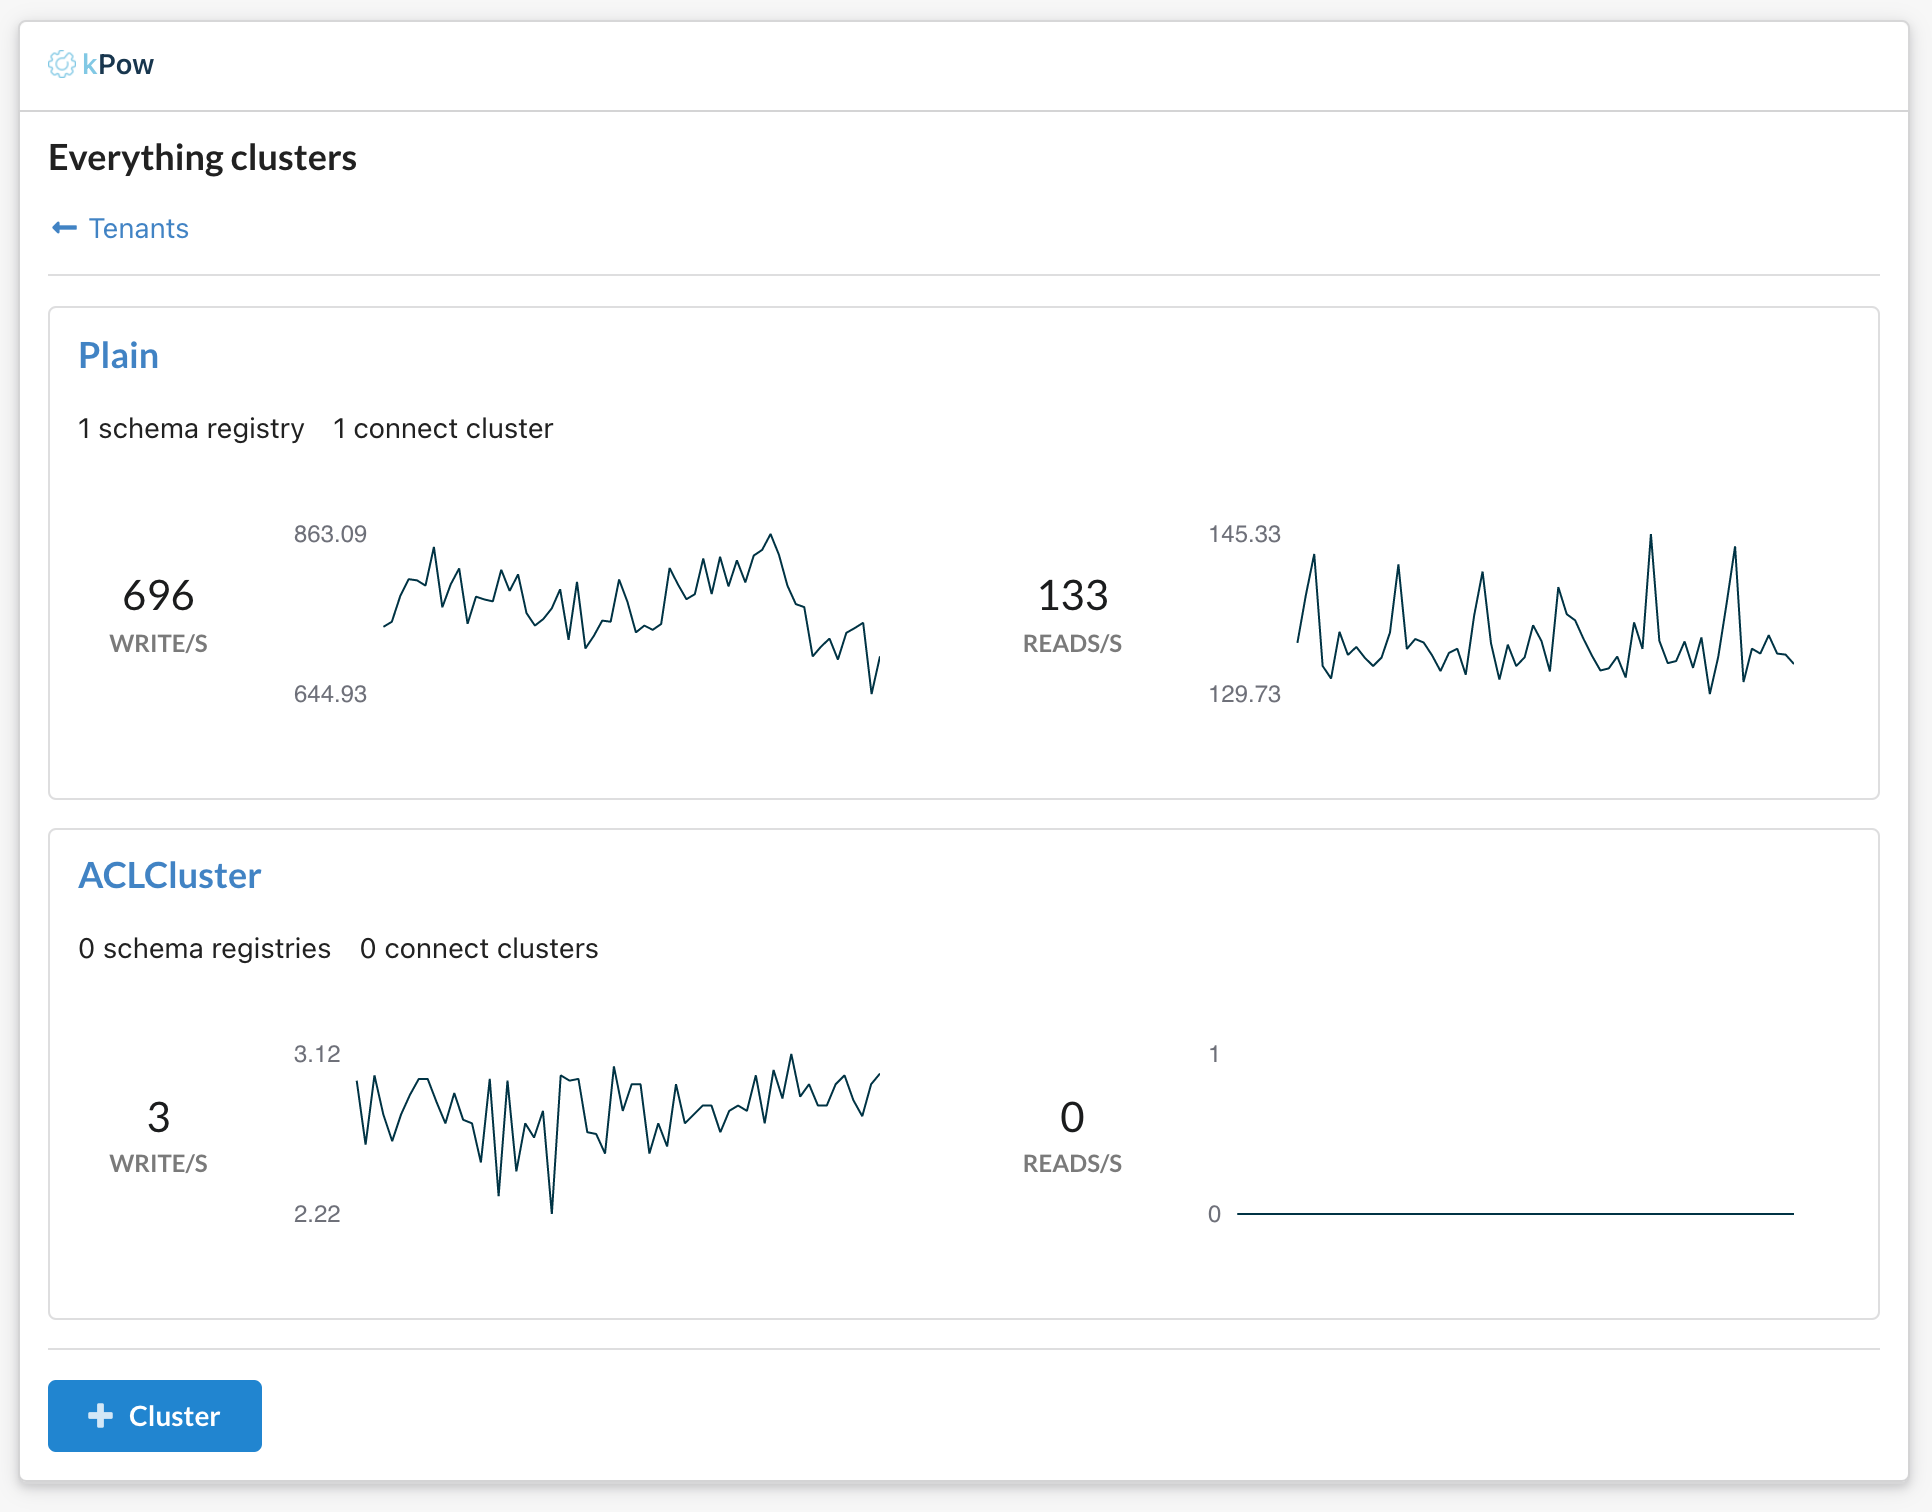 kPow
Everything clusters
Tenants
Plain
1 schema registry 1 connect cluster
863.09
696
WRITE/S
644.93
145.33
133
READS/S
129.73
ACLCluster
0 schema registries 0 connect clusters
3.12
3
WRITE/S
2.22
1
0
READS/S
0
Cluster